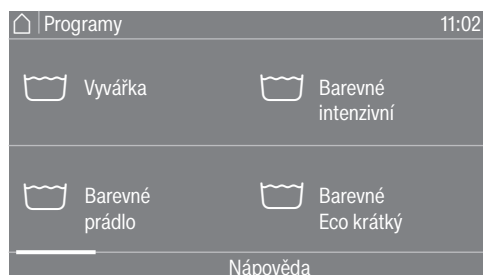 Programy 11:02
Vyvářka
Barevné
intenzivní
Barevné
prádlo
Barevné
Eco krátký
Nápověda